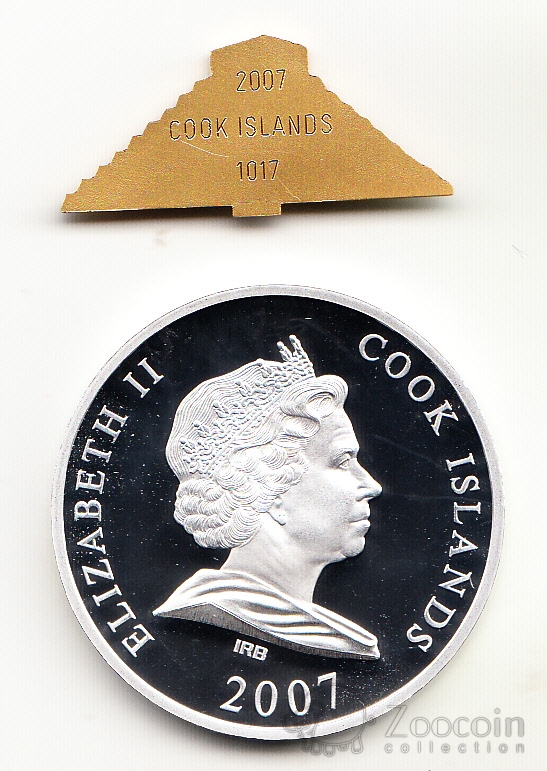 2007
COOK ISLANDS
1017
ELIZABETH II
COOK ISLANDS
IRB
2007
Zoocoin
collection